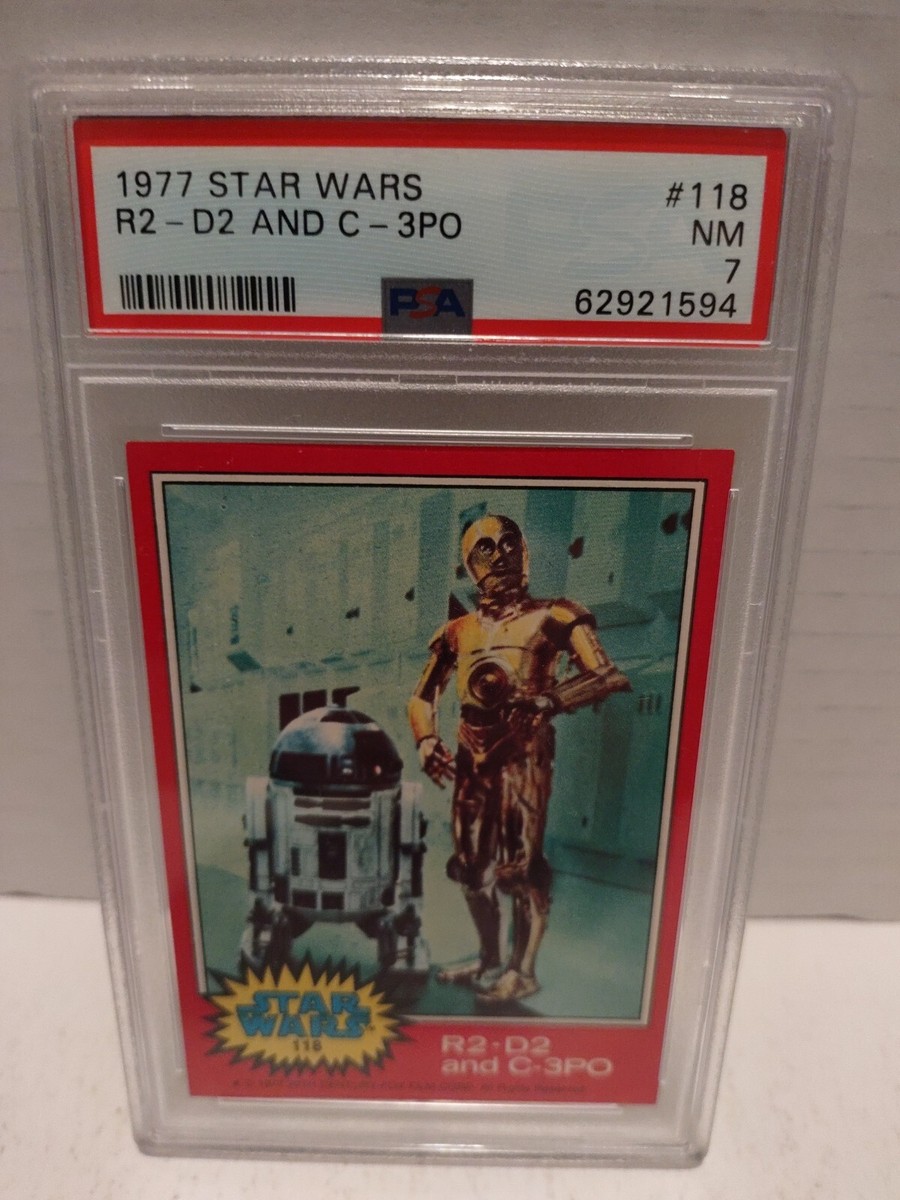 1977 STAR WARS
#118
R2-D2 AND C-3PO
NM
7
PSA
62921594
STAR
WARS
118
R2-D2
and C-3PO